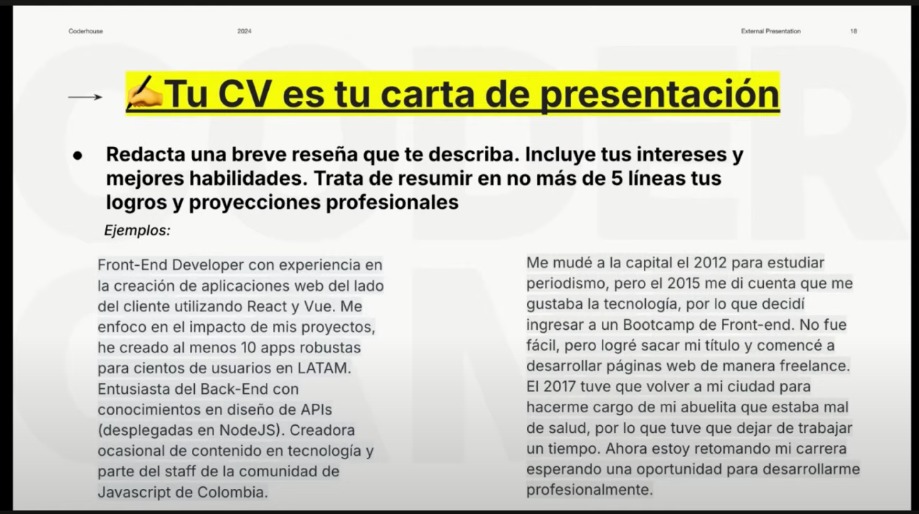 Coderhouse 2024 External Presentation 18
✍️Tu CV es tu carta de presentación
● Redacta una breve reseña que te describa. Incluye tus intereses y
mejores habilidades. Trata de resumir en no más de 5 líneas tus
logros y proyecciones profesionales
Ejemplos:
Front-End Developer con experiencia en
la creación de aplicaciones web del lado
del cliente utilizando React y Vue. Me
enfoco en el impacto de mis proyectos,
he creado al menos 10 apps robustas
para cientos de usuarios en LATAM.
Entusiasta del Back-End con
conocimientos en diseño de APIs
(desplegadas en NodeJS). Creadora
ocasional de contenido en tecnología y
parte del staff de la comunidad de
Javascript de Colombia.
Me mudé a la capital el 2012 para estudiar
periodismo, pero el 2015 me di cuenta que me
gustaba la tecnología, por lo que decidí
ingresar a un Bootcamp de Front-end. No fue
fácil, pero logré sacar mi título y comencé a
desarrollar páginas web de manera freelance.
El 2017 tuve que volver a mi ciudad para
hacerme cargo de mi abuelita que estaba mal
de salud, por lo que tuve que dejar de trabajar
un tiempo. Ahora estoy retomando mi carrera
esperando una oportunidad para desarrollarme
profesionalmente.